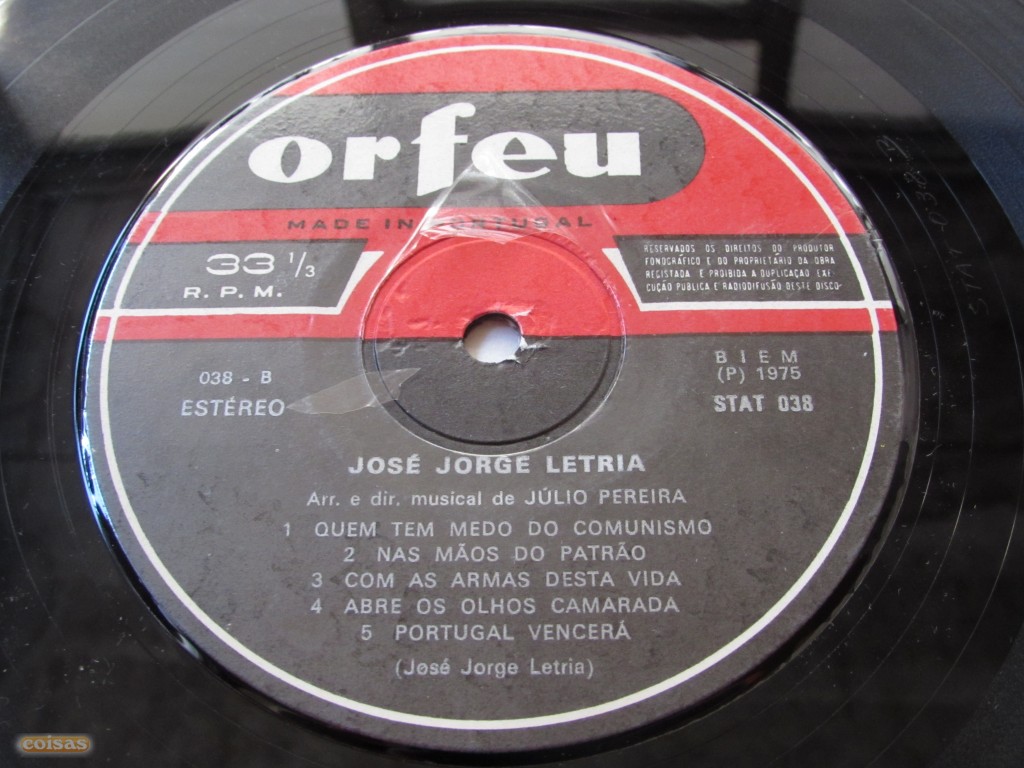 orfeu
MADE IN PORTUGAL
33 1/3
R. P. M.
RESERVADOS OS DIREITOS DO PRODUTOR
FONOGRÁFICO E DO PROPRIETÁRIO DA OBRA
REGISTADA. É PROIBIDA A DUPLICAÇÃO EXE-
CUÇÃO PUBLICA E RADIODIFUSÃO DESTE DISCO-
038 - B
ESTÉREO
B I E M
(P) 1975
STAT 038
JOSÉ JORGE LETRIA
Arr. e dir. musical de JÚLIO PEREIRA
1 QUEM TEM MEDO DO COMUNISMO
2 NAS MÃOS DO PATRÃO
3 COM AS ARMAS DESTA VIDA
4 ABRE OS OLHOS CAMARADA
5 PORTUGAL VENCERÁ
(José Jorge Letria)
coisas